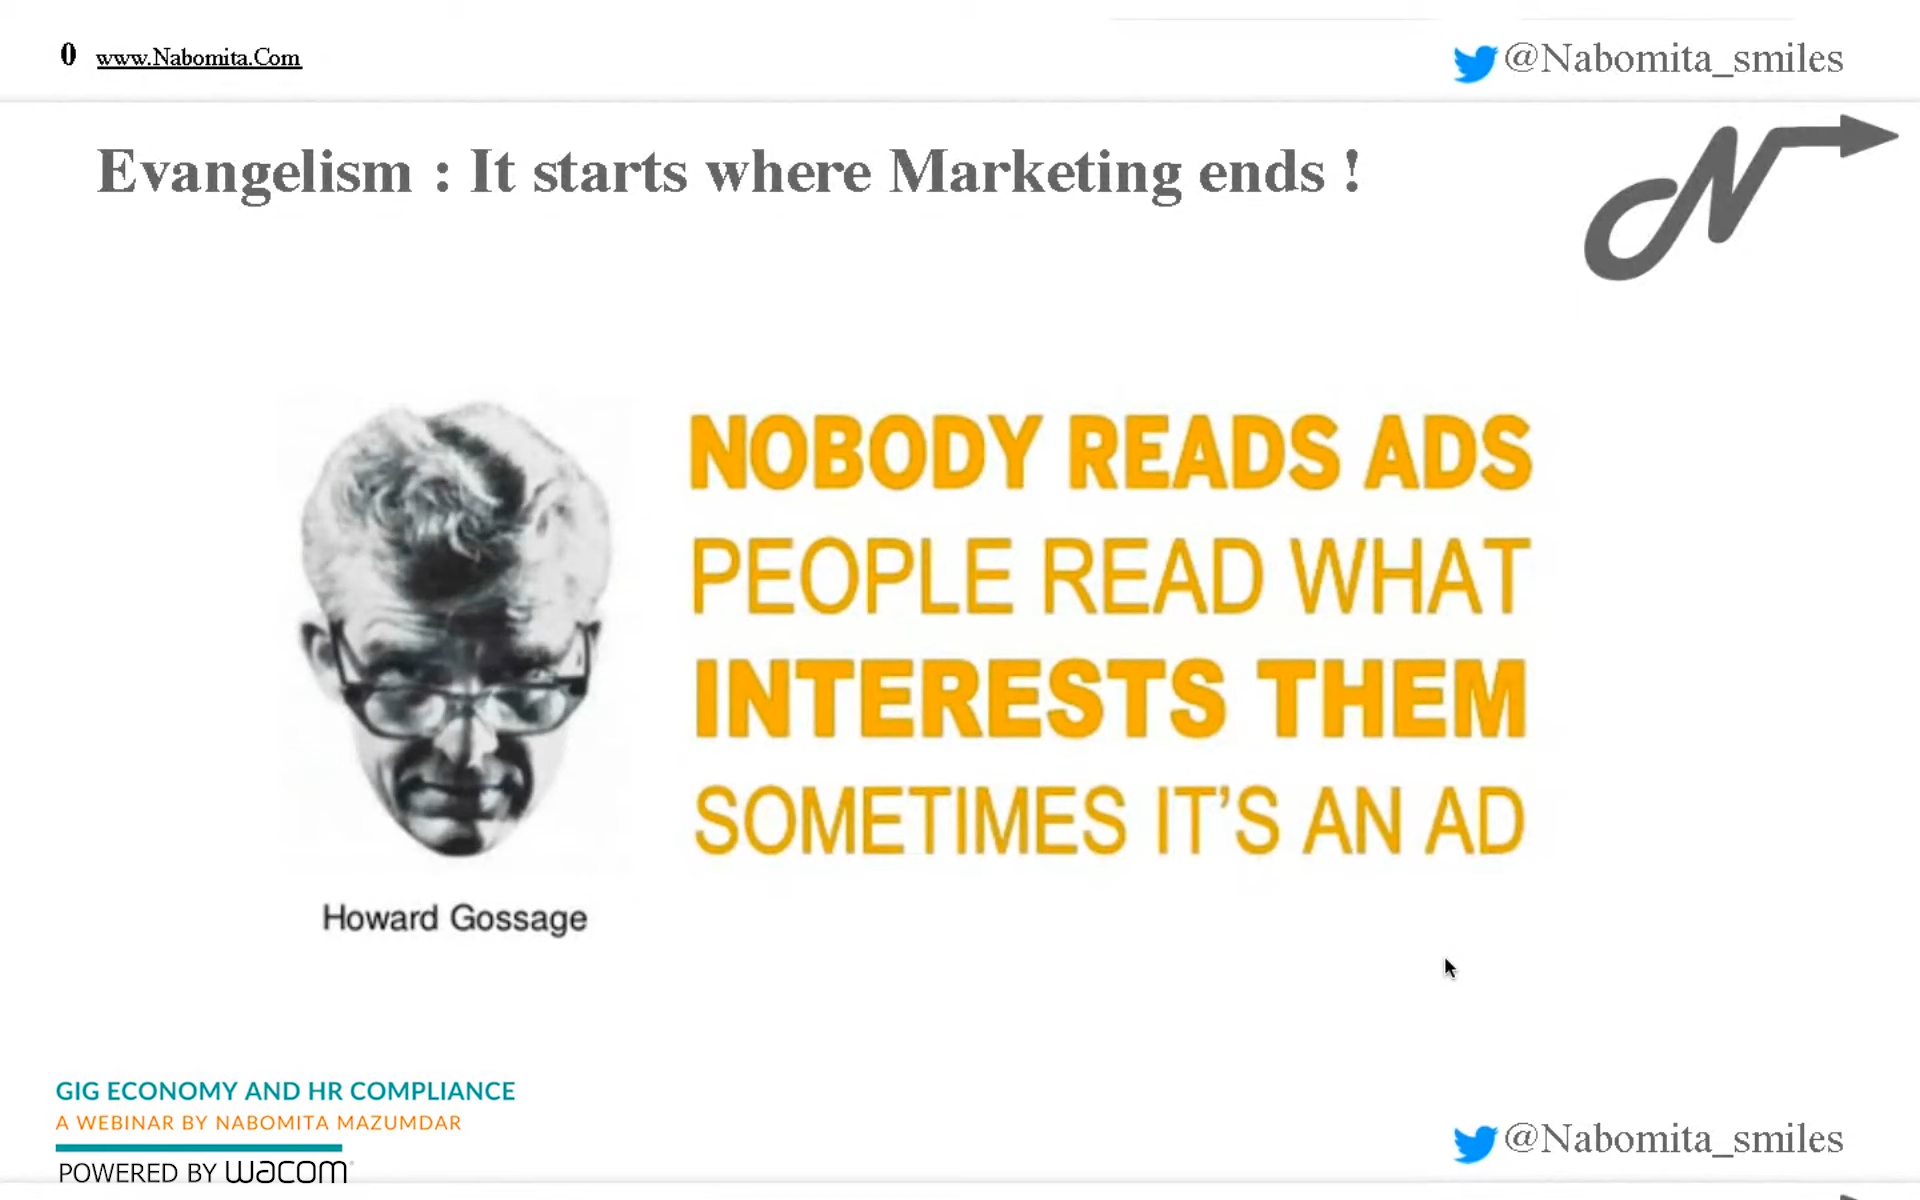 0 www.Nabomita.Com
@Nabomita_smiles
Evangelism : It starts where Marketing ends !
NOBODY READS ADS
PEOPLE READ WHAT
INTERESTS THEM
SOMETIMES IT'S AN AD
Howard Gossage
GIG ECONOMY AND HR COMPLIANCE
A WEBINAR BY NABOMITA MAZUMDAR
POWERED BY wacom
@Nabomita_smiles